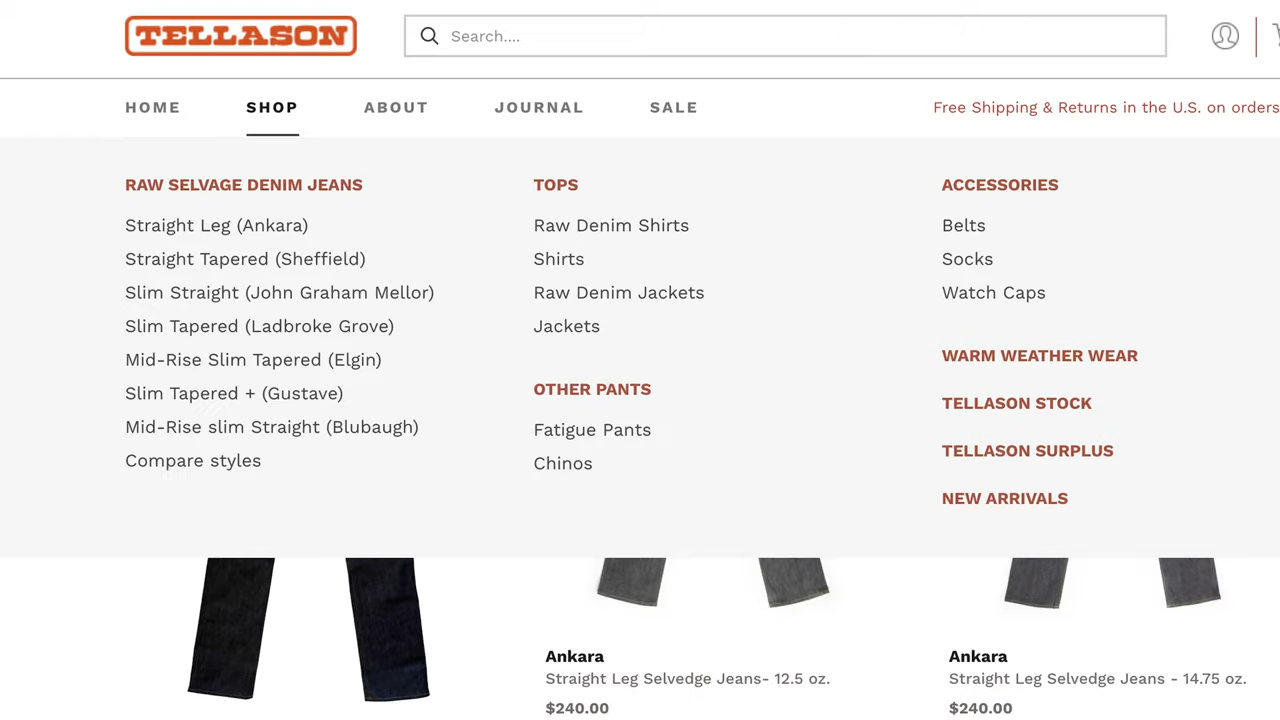 TELLASON
Search....
HOME
SHOP
ABOUT
JOURNAL
SALE
Free Shipping & Returns in the U.S. on orders
RAW SELVAGE DENIM JEANS
Straight Leg (Ankara)
Straight Tapered (Sheffield)
Slim Straight (John Graham Mellor)
Slim Tapered (Ladbroke Grove)
Mid-Rise Slim Tapered (Elgin)
Slim Tapered + (Gustave)
Mid-Rise slim Straight (Blubaugh)
Compare styles
TOPS
Raw Denim Shirts
Shirts
Raw Denim Jackets
Jackets
OTHER PANTS
Fatigue Pants
Chinos
ACCESSORIES
Belts
Socks
Watch Caps
WARM WEATHER WEAR
TELLASON STOCK
TELLASON SURPLUS
NEW ARRIVALS
Ankara
Straight Leg Selvedge Jeans- 12.5 oz.
$240.00
Ankara
Straight Leg Selvedge Jeans - 14.75 oz.
$240.00